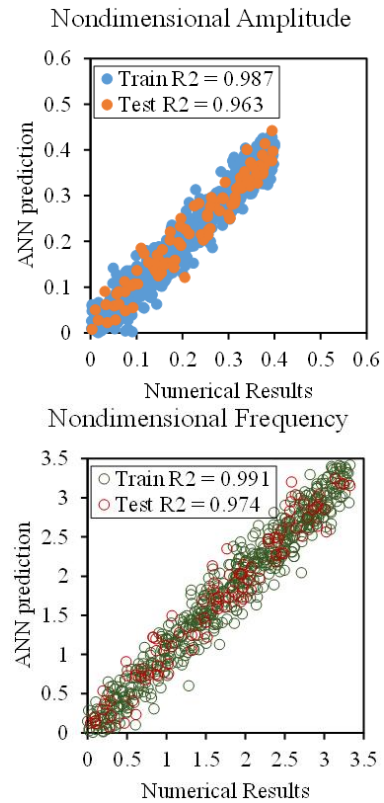 Nondimensional Amplitude
0.6
Train R2 = 0.987
0.5
Test R2 = 0.963
0.4
0.3
ANN prediction
0.2
0.1
0
0 0.1 0.2 0.3 0.4 0.5 0.6
Numerical Results
Nondimensional Frequency
3.5
Train R2 = 0.991
3
Test R2 = 0.974
2.5
2
ANN prediction
1.5
1
0.5
0
0 0.5 1 1.5 2 2.5 3 3.5
Numerical Results